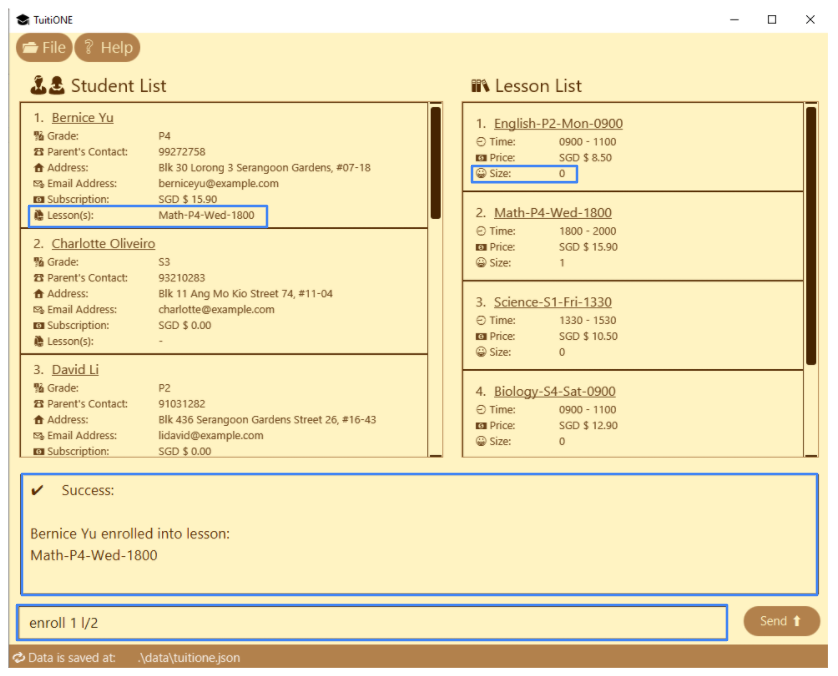 TuitiONE
File
Help
Student List
1. Bernice Yu
Grade: P4
Parent's Contact: 99272758
Address: Blk 30 Lorong 3 Serangoon Gardens, #07-18
Email Address: berniceyu@example.com
Subscription: SGD $ 15.90
Lesson(s): Math-P4-Wed-1800
2. Charlotte Oliveiro
Grade: S3
Parent's Contact: 93210283
Address: Blk 11 Ang Mo Kio Street 74, #11-04
Email Address: charlotte@example.com
Subscription: SGD $ 0.00
Lesson(s): -
3. David Li
Grade: P2
Parent's Contact: 91031282
Address: Blk 436 Serangoon Gardens Street 26, #16-43
Email Address: lidavid@example.com
Subscription: SGD $ 0.00
Lesson List
1. English-P2-Mon-0900
Time: 0900 - 1100
Price: SGD $ 8.50
Size: 0
2. Math-P4-Wed-1800
Time: 1800 - 2000
Price: SGD $ 15.90
Size: 1
3. Science-S1-Fri-1330
Time: 1330 - 1530
Price: SGD $ 10.50
Size: 0
4. Biology-S4-Sat-0900
Time: 0900 - 1100
Price: SGD $ 12.90
Size: 0
✔ Success:
Bernice Yu enrolled into lesson:
Math-P4-Wed-1800
enroll 1 l/2
Send
Data is saved at: .\data\tuitione.json